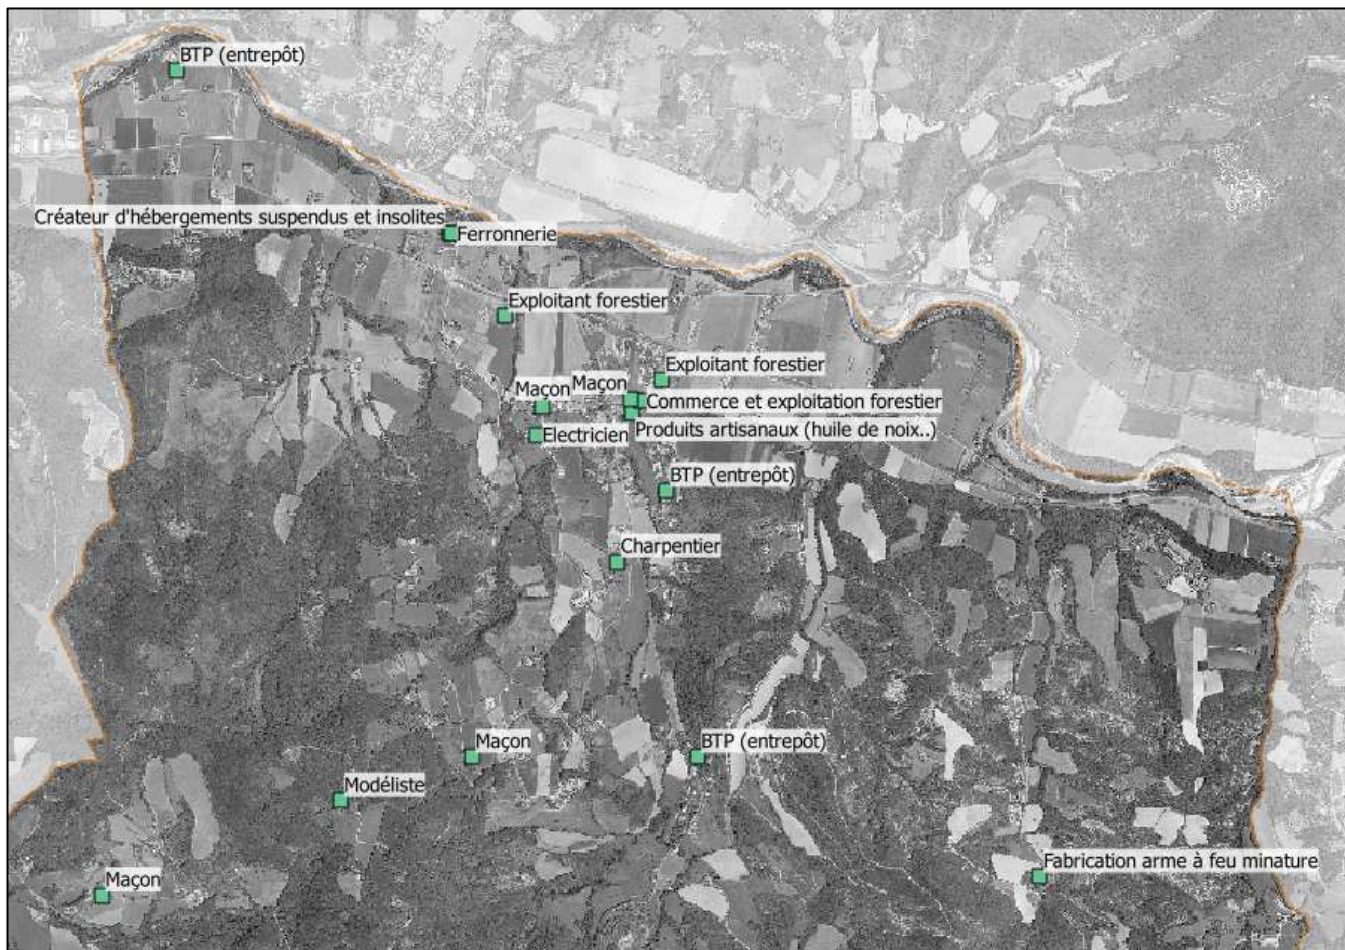 BTP (entrepôt)
Créateur d'hébergements suspendus et insolites
Ferronnerie
Exploitant forestier
Exploitant forestier
Maçon
Maçon
Commerce et exploitation forestier
Produits artisanaux (huile de noix..)
Electricien
BTP (entrepôt)
Charpentier
Maçon
BTP (entrepôt)
Modéliste
Fabrication arme à feu minature
Maçon